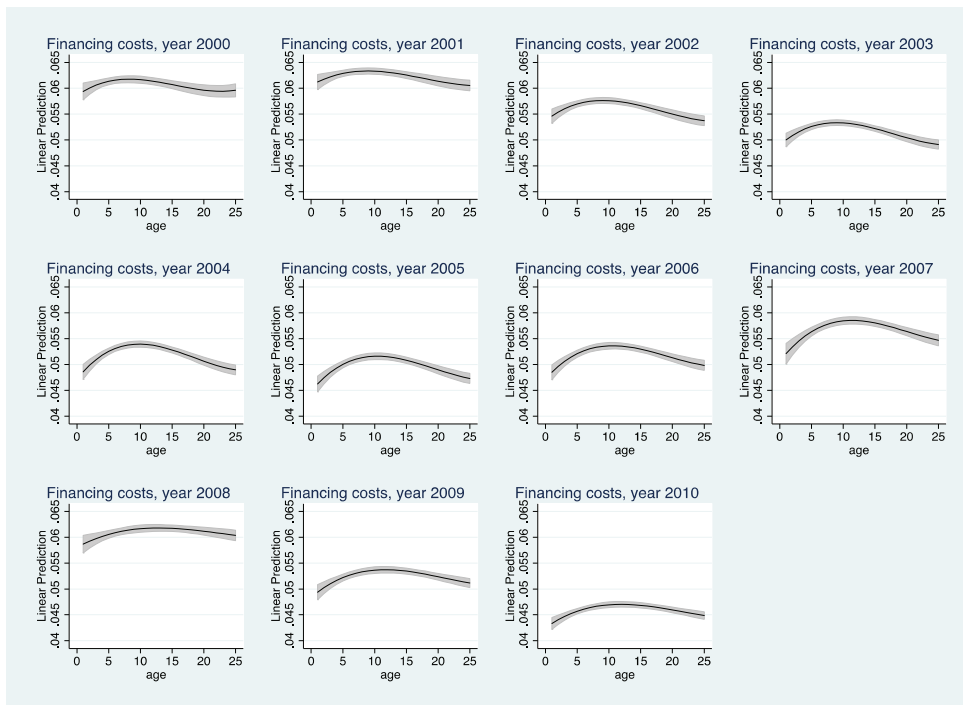 Financing costs, year 2000
Linear Prediction
.04 .045 .05 .055 .06 .065
0 5 10 15 20 25
age
Financing costs, year 2001
Linear Prediction
.04 .045 .05 .055 .06 .065
0 5 10 15 20 25
age
Financing costs, year 2002
Linear Prediction
.04 .045 .05 .055 .06 .065
0 5 10 15 20 25
age
Financing costs, year 2003
Linear Prediction
.04 .045 .05 .055 .06 .065
0 5 10 15 20 25
age
Financing costs, year 2004
Linear Prediction
.04 .045 .05 .055 .06 .065
0 5 10 15 20 25
age
Financing costs, year 2005
Linear Prediction
.04 .045 .05 .055 .06 .065
0 5 10 15 20 25
age
Financing costs, year 2006
Linear Prediction
.04 .045 .05 .055 .06 .065
0 5 10 15 20 25
age
Financing costs, year 2007
Linear Prediction
.04 .045 .05 .055 .06 .065
0 5 10 15 20 25
age
Financing costs, year 2008
Linear Prediction
.04 .045 .05 .055 .06 .065
0 5 10 15 20 25
age
Financing costs, year 2009
Linear Prediction
.04 .045 .05 .055 .06 .065
0 5 10 15 20 25
age
Financing costs, year 2010
Linear Prediction
.04 .045 .05 .055 .06 .065
0 5 10 15 20 25
age